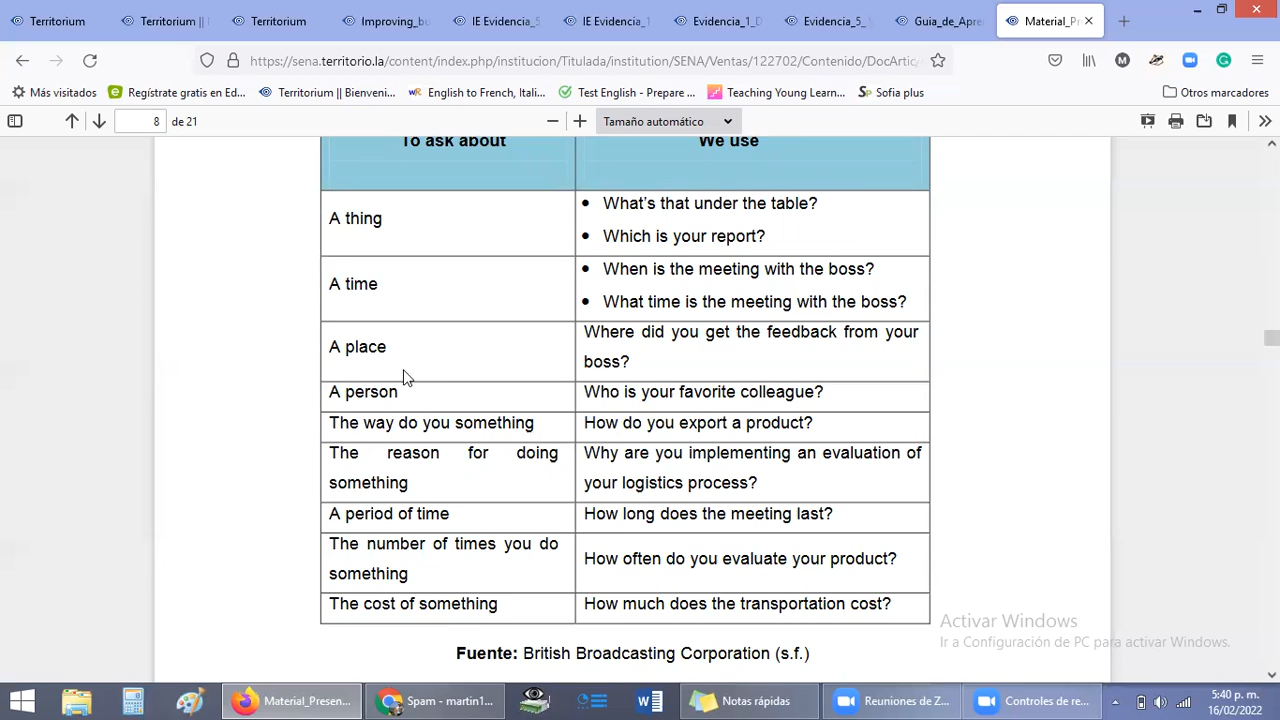 Territorium
Territorium || I
Territorium
Improving_bu
IE Evidencia_5
IE Evidencia_1
Evidencia_1_D
Evidencia_5_
Guia_de_Apre
Material_Pr
https://sena.territorio.la/content/index.php/institucion/Titulada/institution/SENA/Ventas/122702/Contenido/DocArtic/
Más visitados
Regístrate gratis en Ed...
Territorium || Bienveni...
English to French, Itali...
Test English - Prepare ...
Teaching Young Learn...
Sofia plus
Otros marcadores
8 de 21
Tamaño automático
To ask about We use
A thing
• What's that under the table?
• Which is your report?
A time
• When is the meeting with the boss?
• What time is the meeting with the boss?
A place
Where did you get the feedback from your
boss?
A person Who is your favorite colleague?
The way do you something How do you export a product?
The reason for doing
something
Why are you implementing an evaluation of
your logistics process?
A period of time How long does the meeting last?
The number of times you do
something
How often do you evaluate your product?
The cost of something How much does the transportation cost?
Fuente: British Broadcasting Corporation (s.f.)
Activar Windows
Ir a Configuración de PC para activar Windows.
Material_Presen...
Spam - martin1...
Notas rápidas
Reuniones de Z...
Controles de re...
5:40 p. m.
16/02/2022